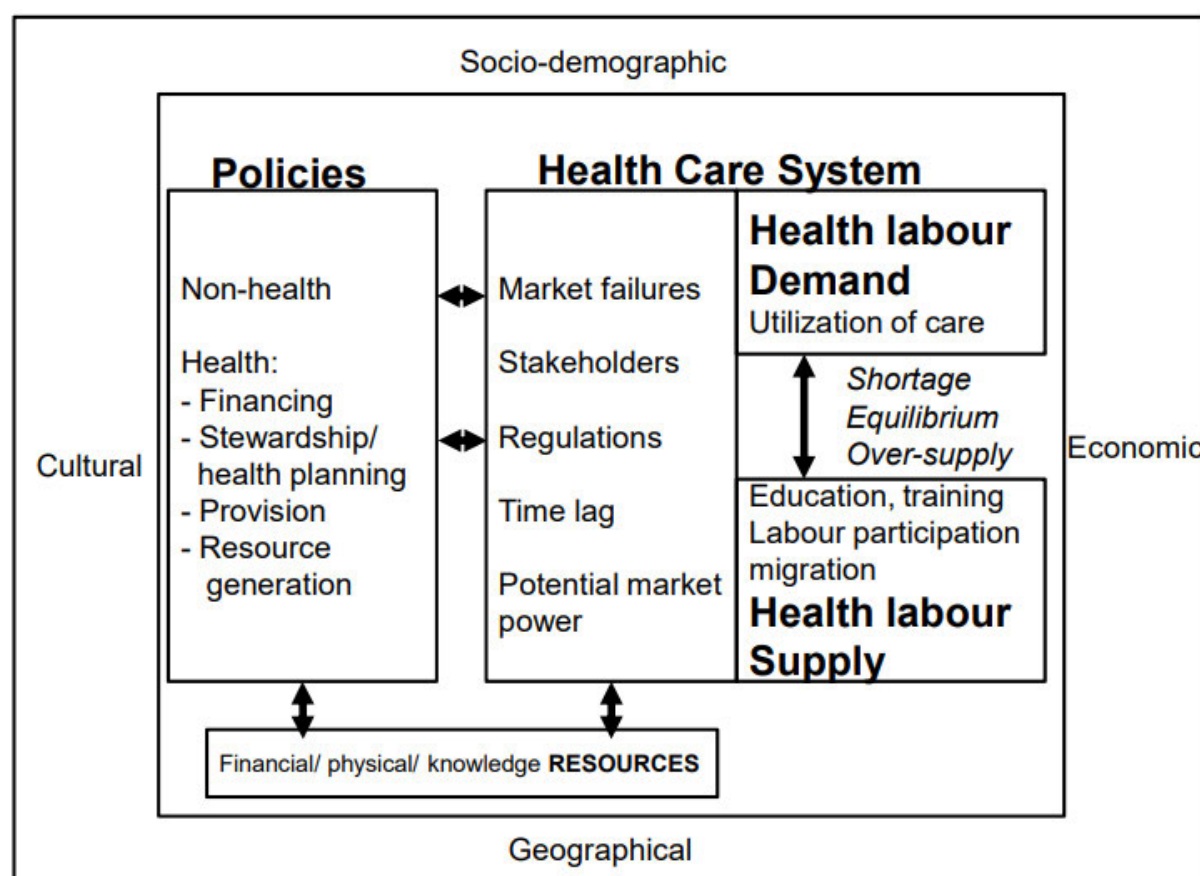 Socio-demographic
Policies
Health Care System
Non-health
Health:
- Financing
- Stewardship/
health planning
- Provision
- Resource
generation
Market failures
Stakeholders
Regulations
Time lag
Potential market
power
Health labour
Demand
Utilization of care
Shortage
Equilibrium
Over-supply
Education, training
Labour participation
migration
Health labour
Supply
Cultural
Economic
Financial/ physical/ knowledge RESOURCES
Geographical